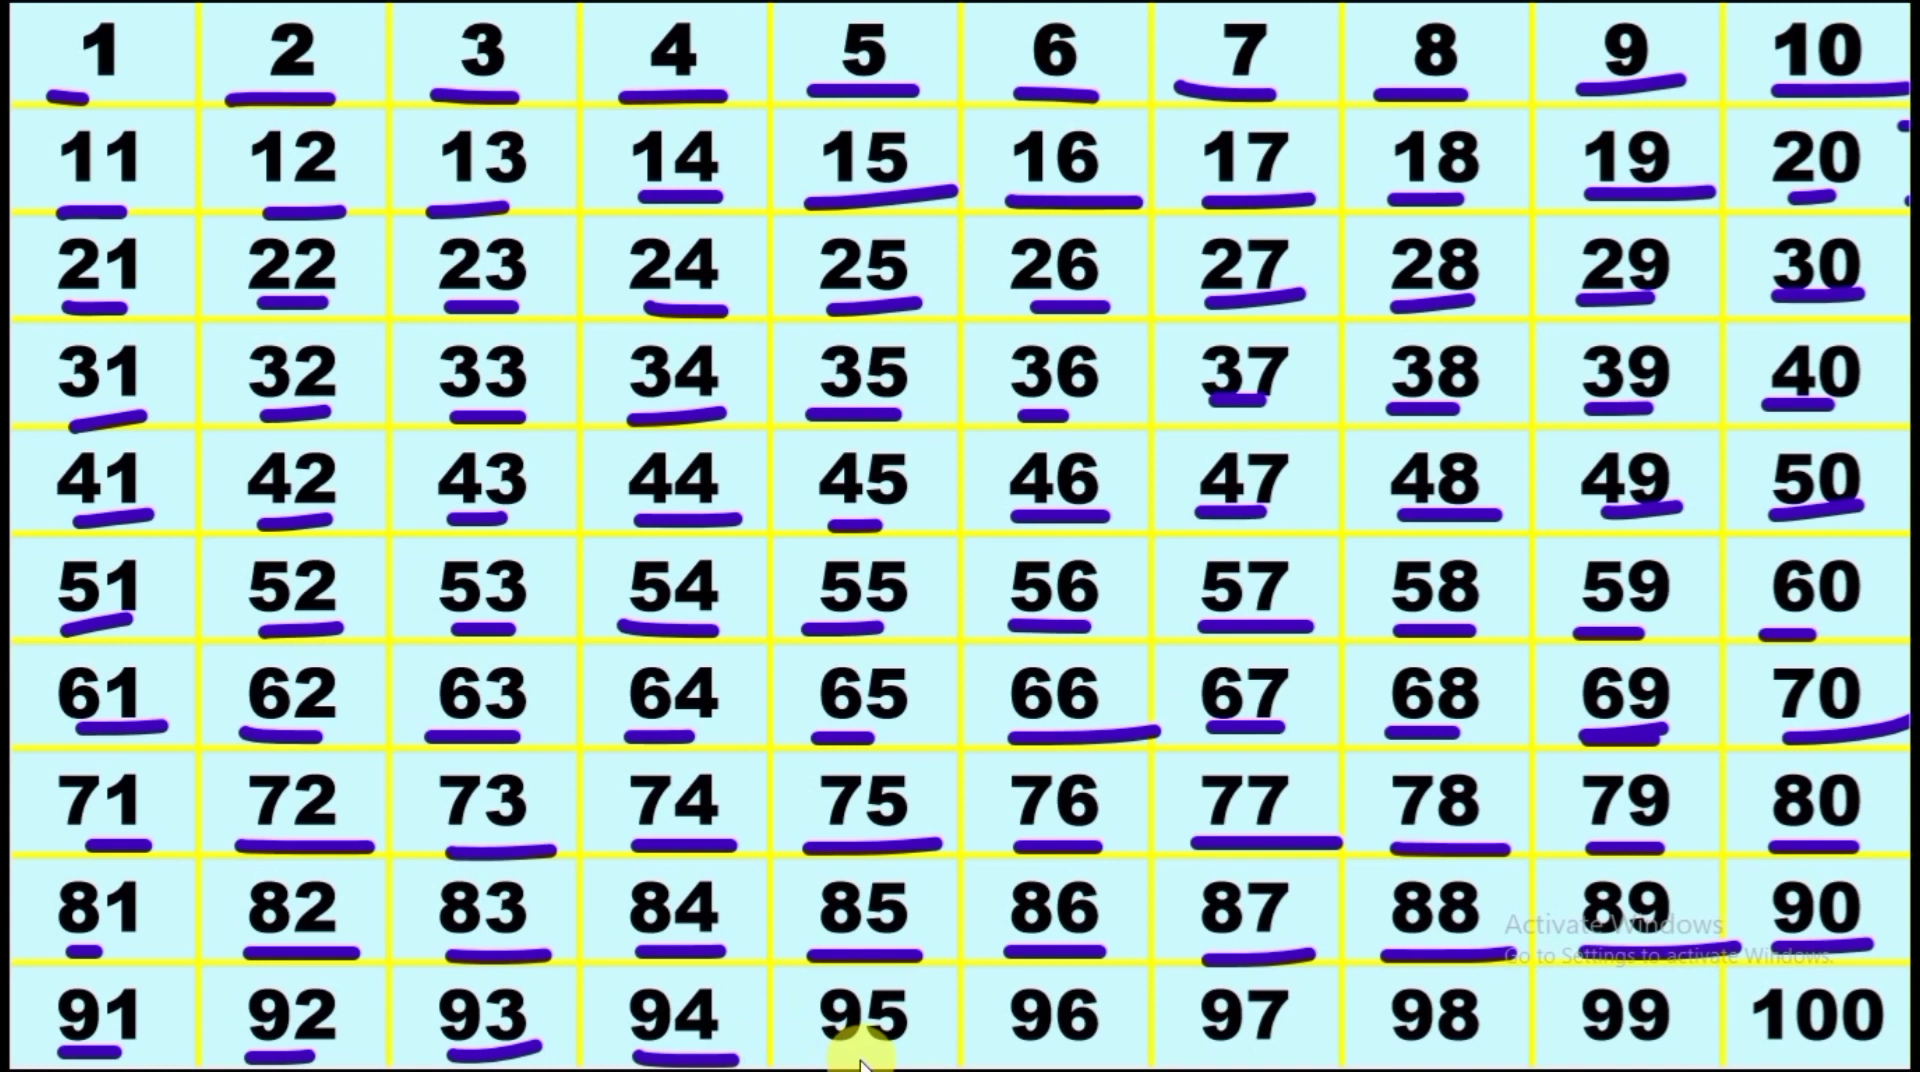 1 2 3 4 5 6 7 8 9 10
11 12 13 14 15 16 17 18 19 20
21 22 23 24 25 26 27 28 29 30
31 32 33 34 35 36 37 38 39 40
41 42 43 44 45 46 47 48 49 50
51 52 53 54 55 56 57 58 59 60
61 62 63 64 65 66 67 68 69 70
71 72 73 74 75 76 77 78 79 80
81 82 83 84 85 86 87 88 89 90
Activate Windows
Go to Settings to activate Windows.
91 92 93 94 95 96 97 98 99 100